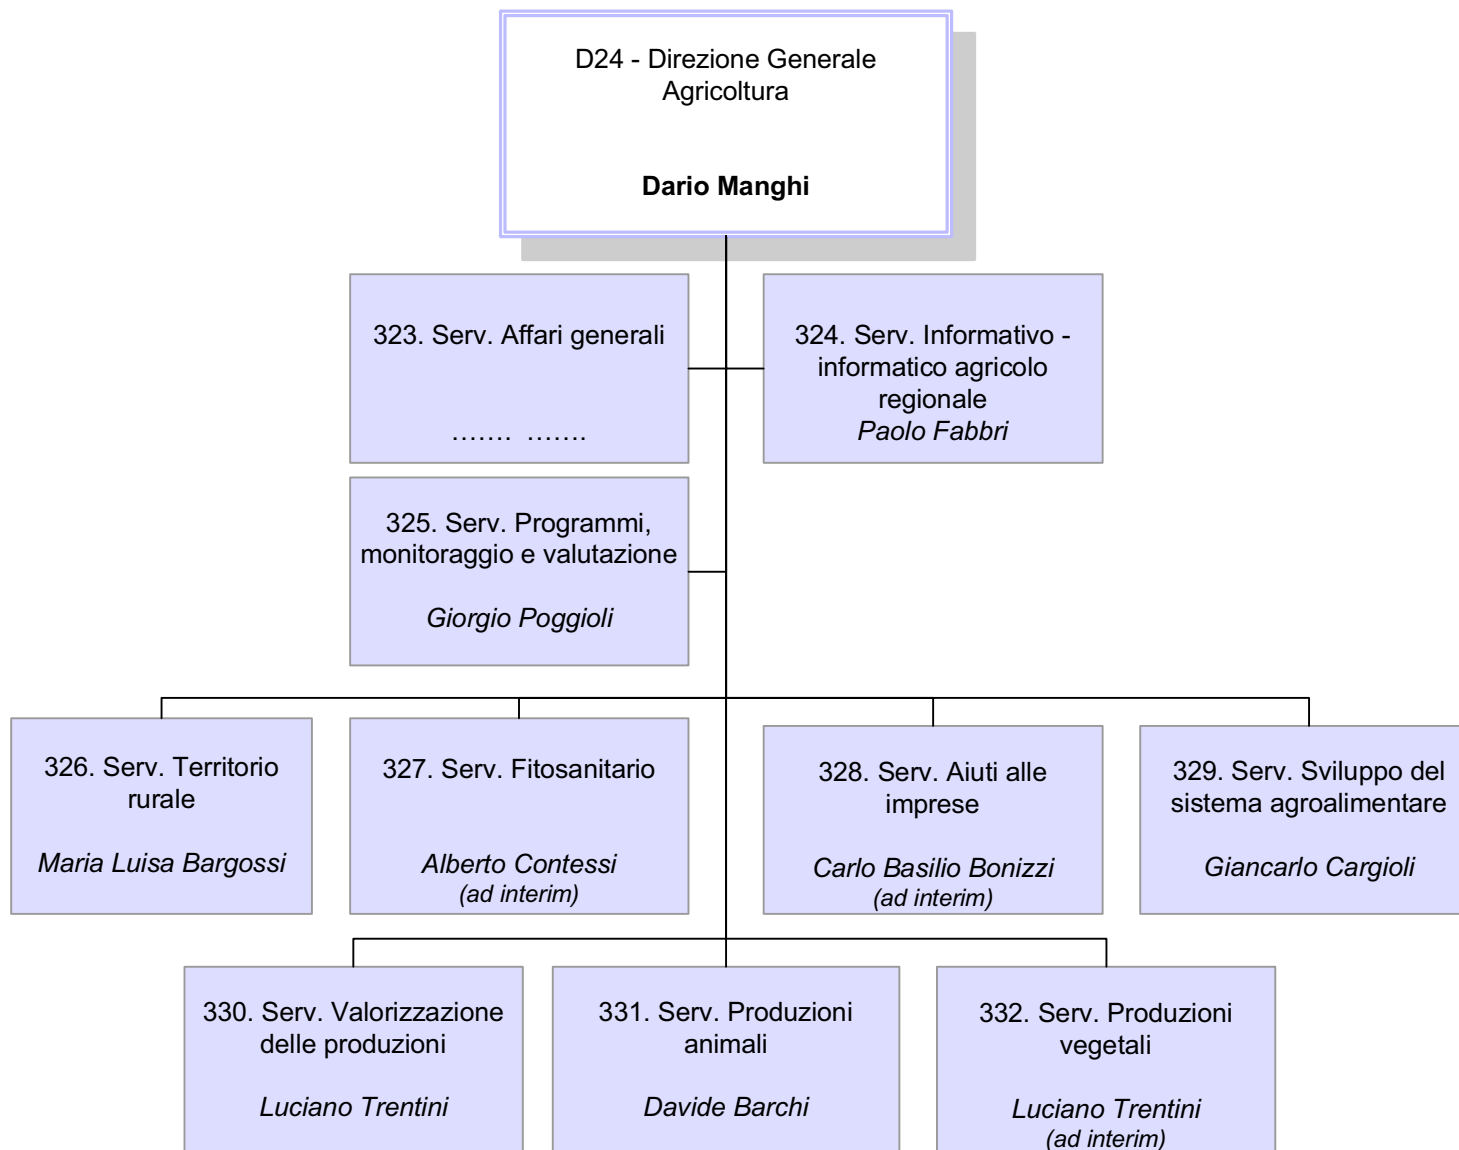 D24 - Direzione Generale
Agricoltura
Dario Manghi
323. Serv. Affari generali
....... .......
324. Serv. Informativo -
informatico agricolo
regionale
Paolo Fabbri
325. Serv. Programmi,
monitoraggio e valutazione
Giorgio Poggioli
326. Serv. Territorio
rurale
Maria Luisa Bargossi
327. Serv. Fitosanitario
Alberto Contessi
(ad interim)
328. Serv. Aiuti alle
imprese
Carlo Basilio Bonizzi
(ad interim)
329. Serv. Sviluppo del
sistema agroalimentare
Giancarlo Cargioli
330. Serv. Valorizzazione
delle produzioni
Luciano Trentini
331. Serv. Produzioni
animali
Davide Barchi
332. Serv. Produzioni
vegetali
Luciano Trentini
(ad interim)